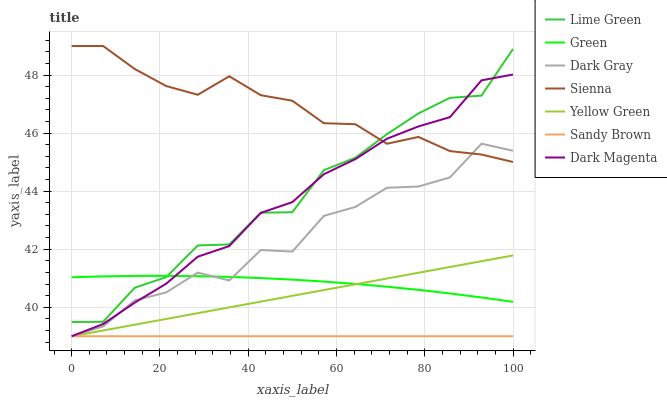 title
Lime Green
Green
Dark Gray
Sienna
Yellow Green
Sandy Brown
Dark Magenta
yaxis_label
48
46
44
42
40
0 20 40 60 80 100
xaxis_label